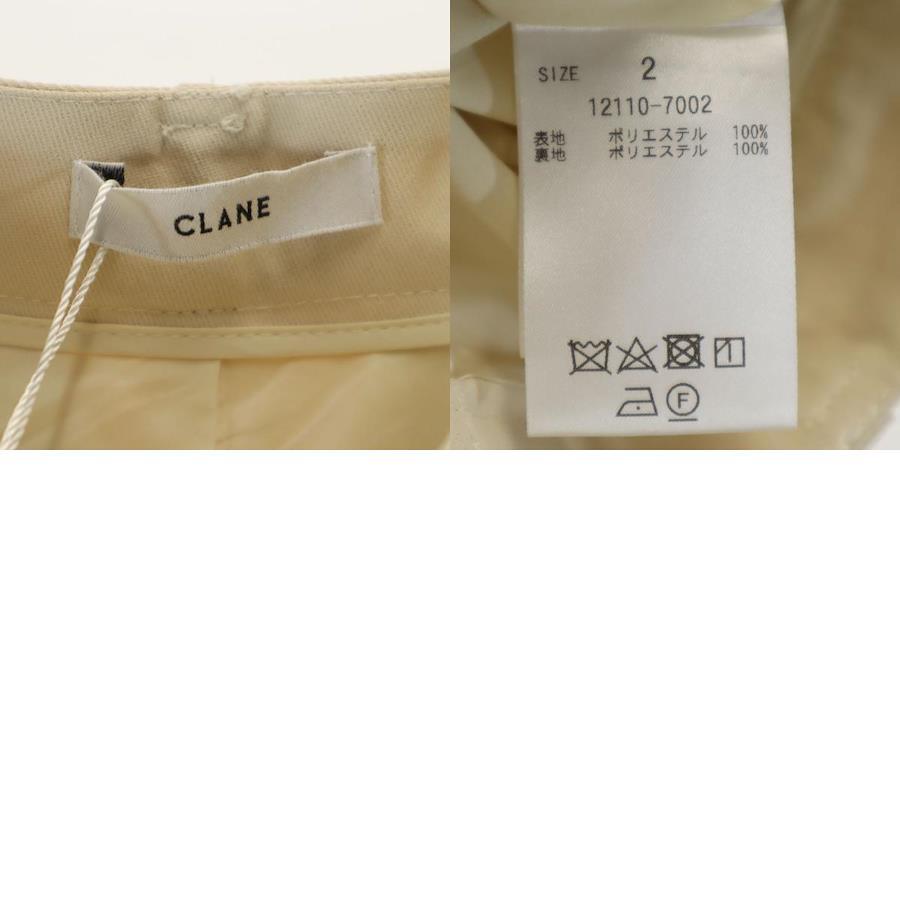 CLANE
SIZE 2
12110-7002
表地 ポリエステル 100%
裏地 ポリエステル 100%
F